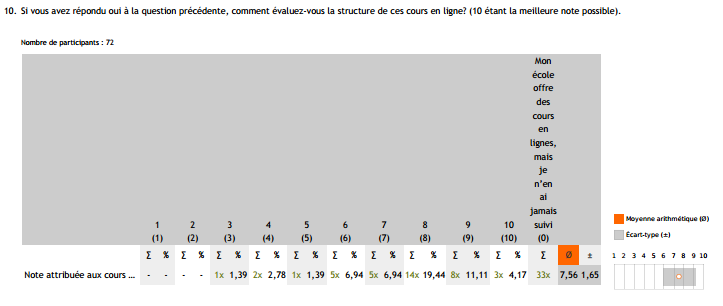 10. Si vous avez répondu oui à la question précédente, comment évaluez-vous la structure de ces cours en ligne? (10 étant la meilleure note possible).
Nombre de participants : 72
Mon
école
offre
des
cours
en
lignes,
mais
je
n'en
ai
jamais
1 2 3 4 5 6 7 8 9 10 suivi
(1) (2) (3) (4) (5) (6) (7) (8) (9) (10) (0)
Σ % Σ % Σ % Σ % Σ % Σ % Σ % Σ % Σ % Σ % Σ Ø ±
Note attribuée aux cours ... - - - - 1x 1,39 2x 2,78 1x 1,39 5x 6,94 5x 6,94 14x 19,44 8x 11,11 3x 4,17 33x 7,56 1,65
Moyenne arithmétique (Ø)
Écart-type (±)
1 2 3 4 5 6 7 8 9 10